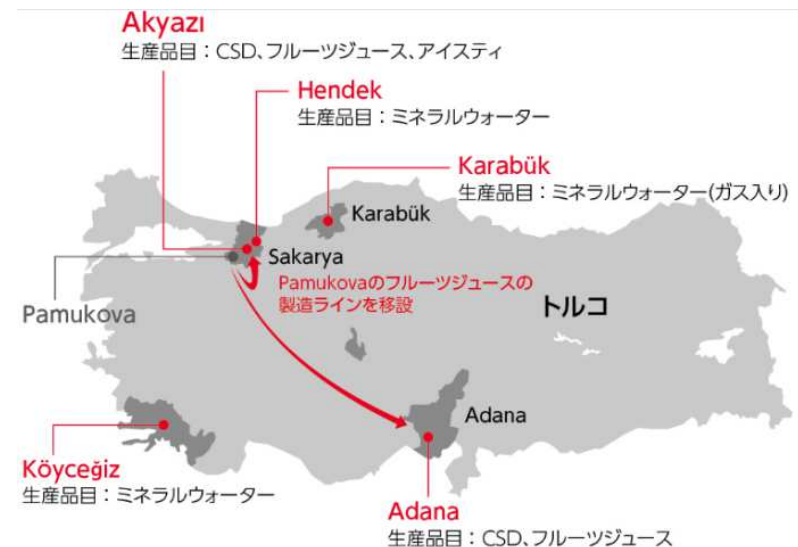 Akyazı
生産品目：CSD、フルーツジュース、アイスティ
Hendek
生産品目：ミネラルウォーター
Karabük
生産品目：ミネラルウォーター(ガス入り)
Karabük
Sakarya
Pamukovaのフルーツジュースの
製造ラインを移設
トルコ
Pamukova
Adana
Köyceğiz
生産品目：ミネラルウォーター
Adana
生産品目：CSD、フルーツジュース